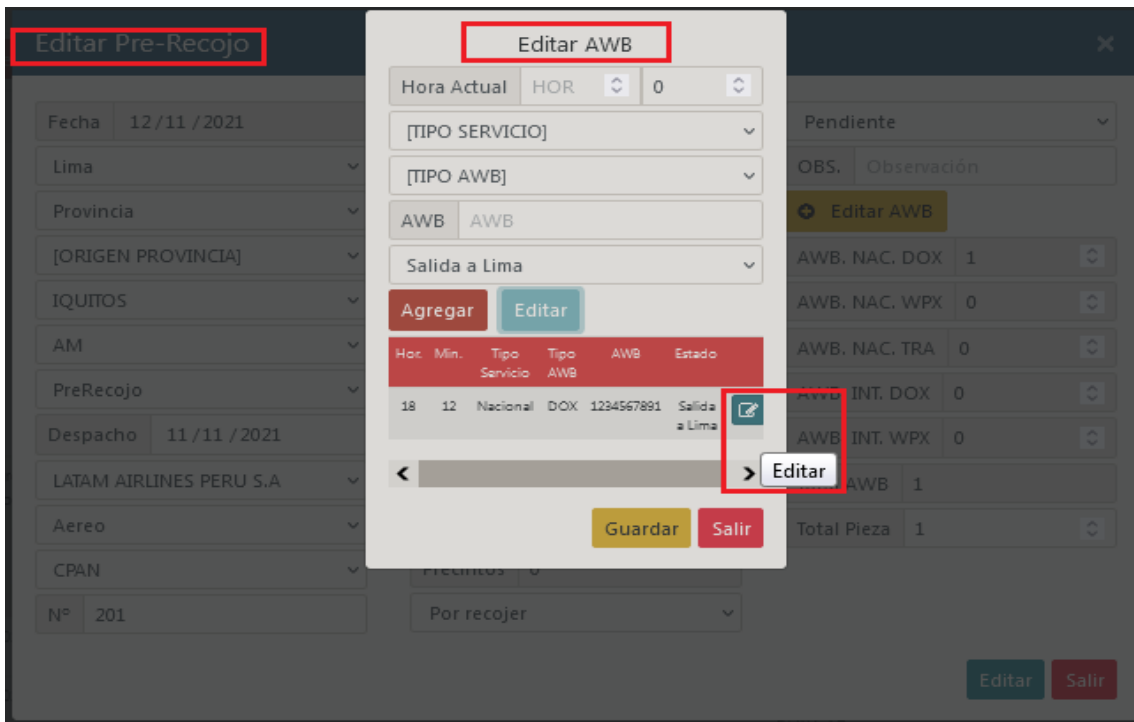 Editar Pre-Recojo
×
Fecha 12/11/2021
Lima
Provincia
[ORIGEN PROVINCIA]
IQUITOS
AM
PreRecojo
Despacho 11/11/2021
LATAM AIRLINES PERU S.A
Aereo
CPAN
Nº 201
Editar AWB
Hora Actual HOR 0
[TIPO SERVICIO]
[TIPO AWB]
AWB AWB
Salida a Lima
Agregar Editar
Hor. Min. Tipo Servicio Tipo AWB AWB Estado
18 12 Nacional DOX 1234567891 Salida a Lima
Editar
Guardar Salir
Precintos 0
Por recojer
Pendiente
OBS. Observación
Editar AWB
AWB. NAC. DOX 1
AWB. NAC. WPX 0
AWB. NAC. TRA 0
AWB. INT. DOX 0
AWB. INT. WPX 0
AWB 1
Total Pieza 1
Editar Salir